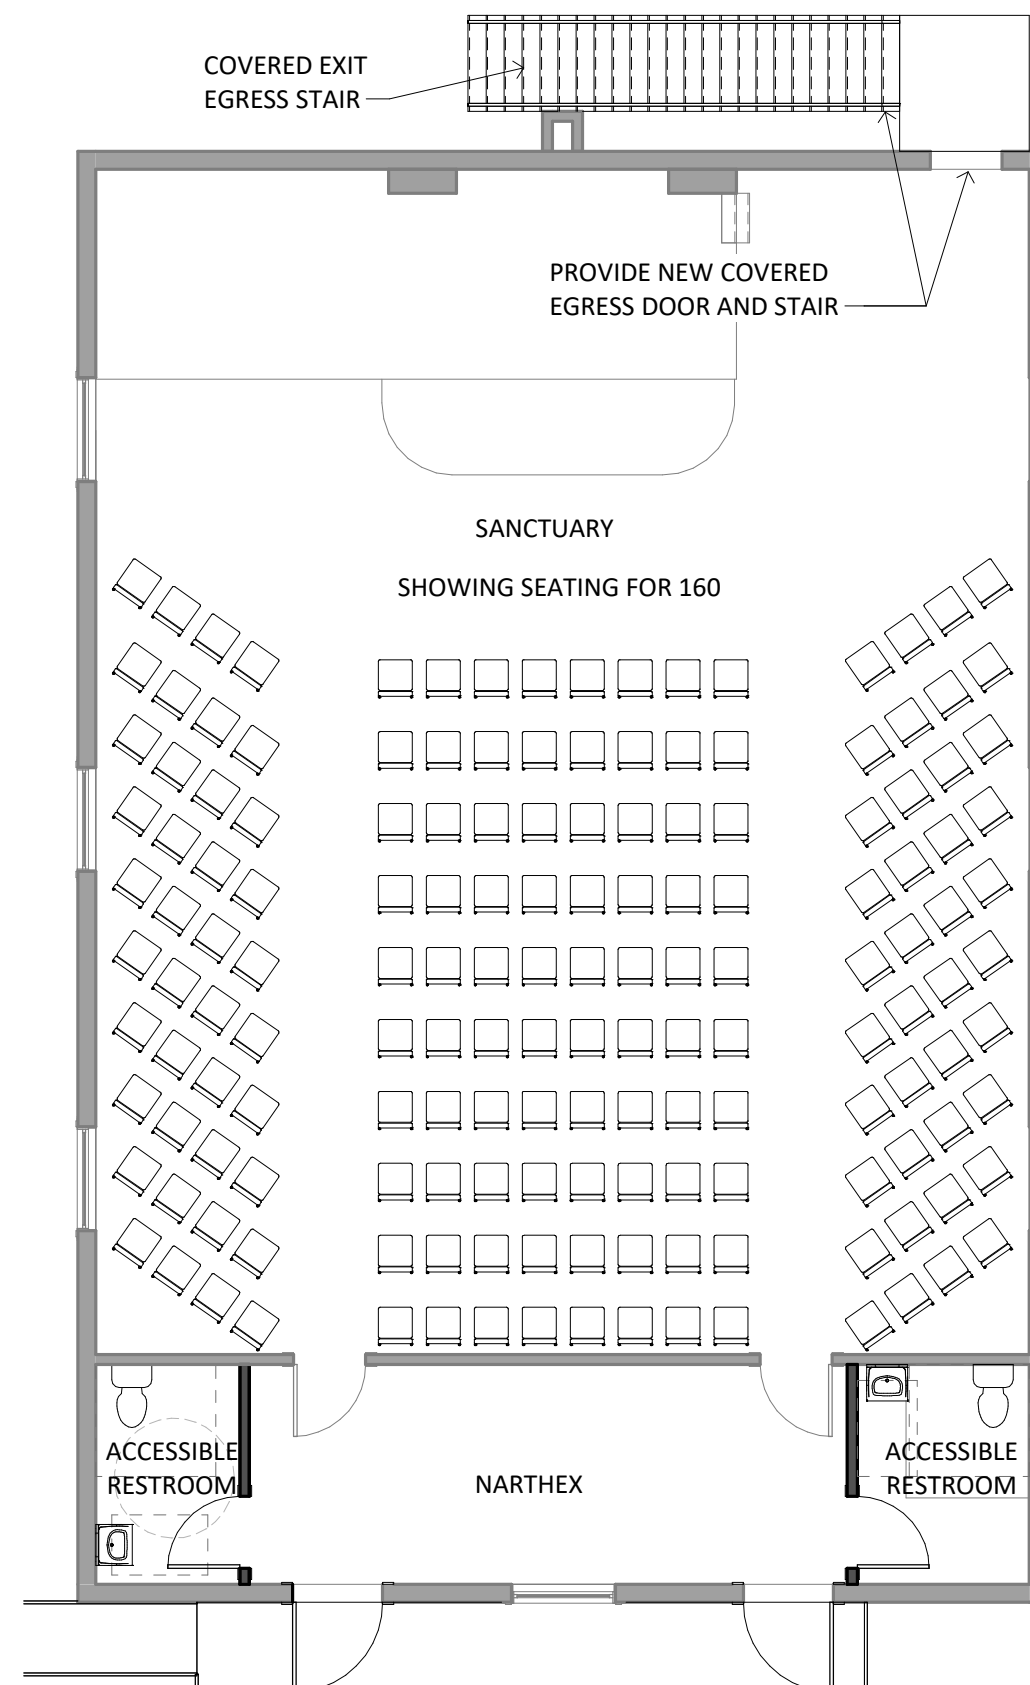 COVERED EXIT
EGRESS STAIR
PROVIDE NEW COVERED
EGRESS DOOR AND STAIR
SANCTUARY
SHOWING SEATING FOR 160
ACCESSIBLE
RESTROOM
NARTHEX
ACCESSIBLE
RESTROOM